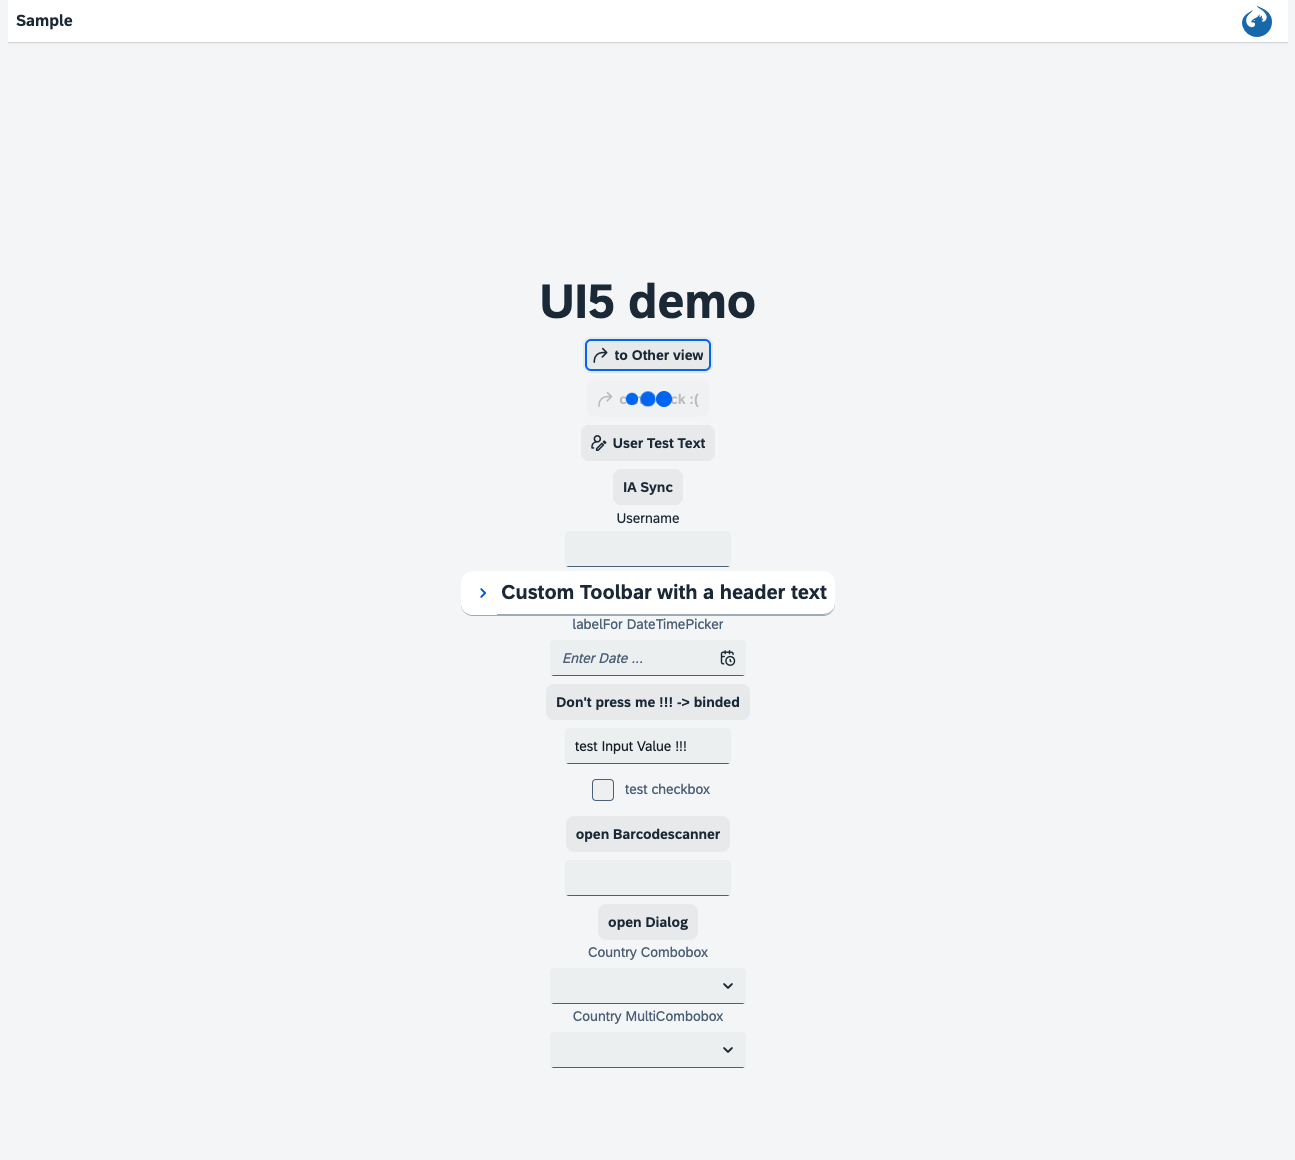 Sample
UI5 demo
to Other view
:(
User Test Text
IA Sync
Username
Custom Toolbar with a header text
labelFor DateTimePicker
Enter Date ...
Don't press me !!! -> binded
test Input Value !!!
test checkbox
open Barcodescanner
open Dialog
Country Combobox
Country MultiCombobox